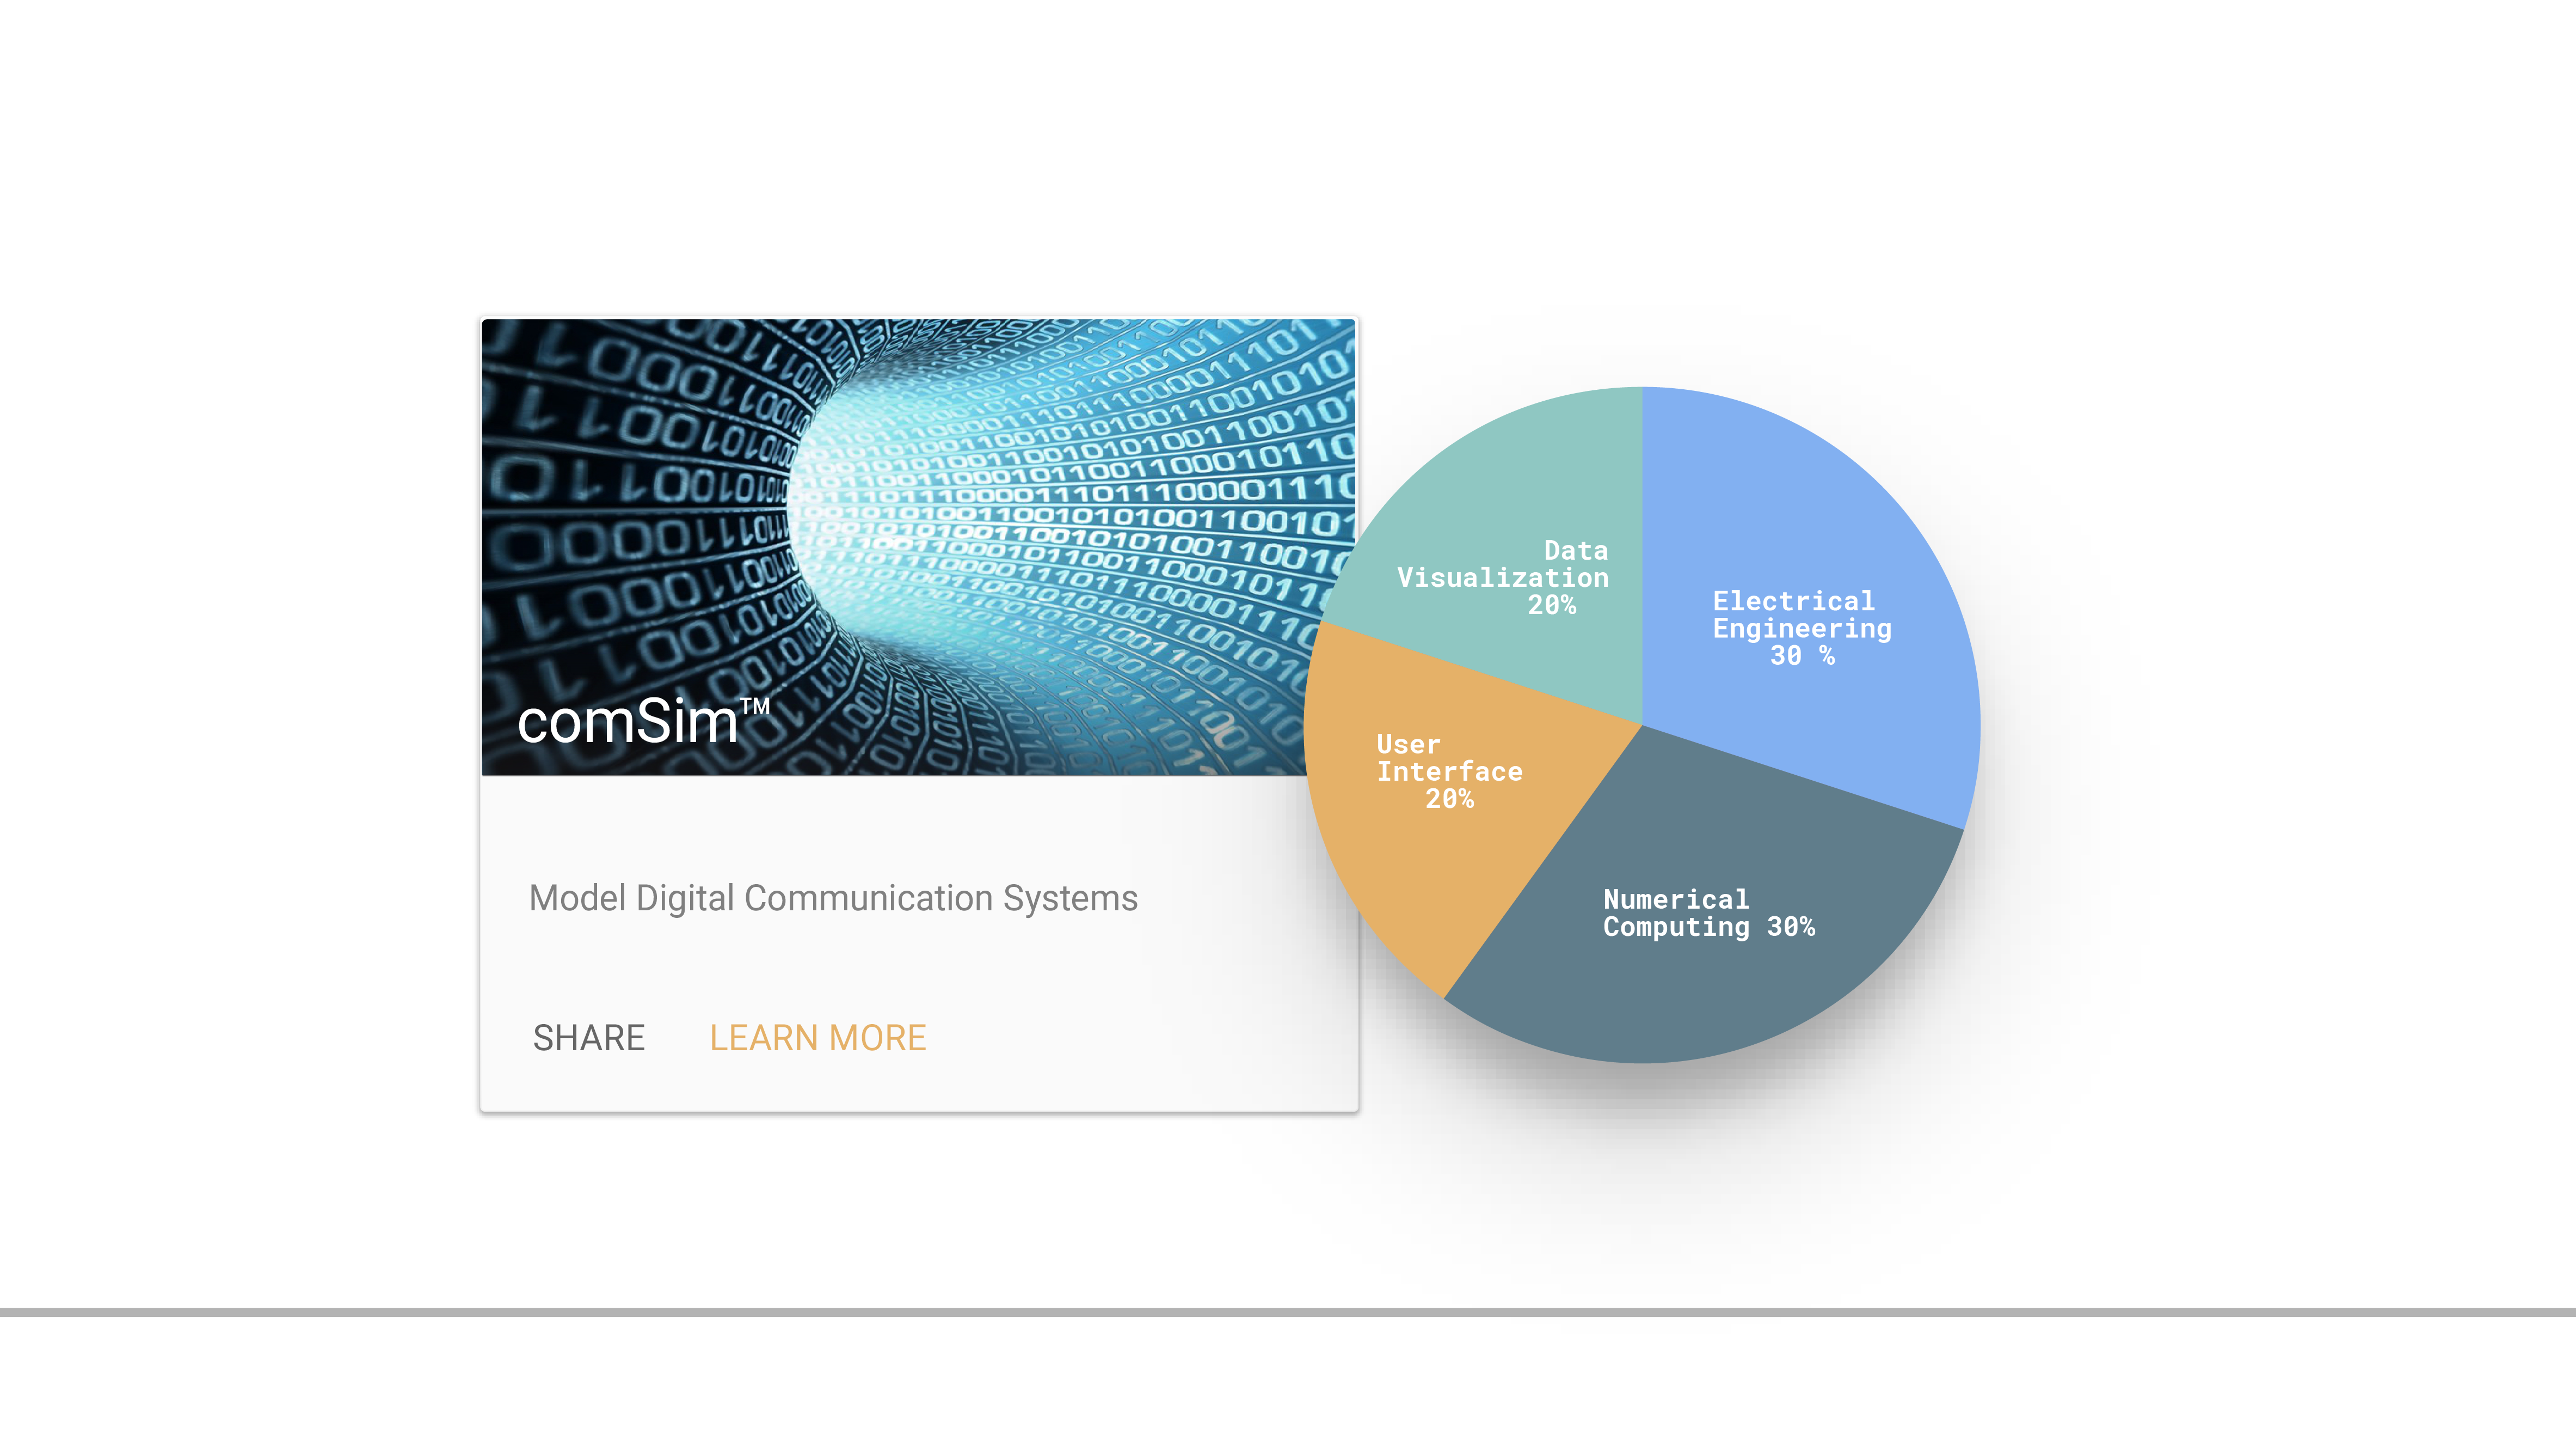 comSim™
Model Digital Communication Systems
SHARE LEARN MORE
Data
Visualization
20%
Electrical
Engineering
30 %
User
Interface
20%
Numerical
Computing 30%